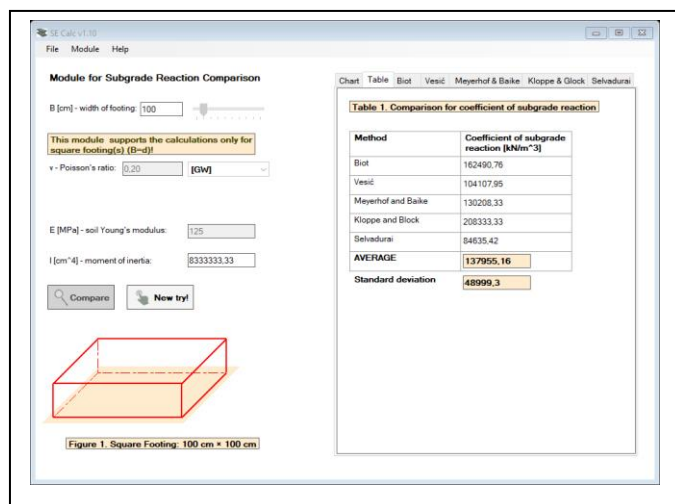 SE Calc v1.10
File Module Help
Module for Subgrade Reaction Comparison
B [cm] - width of footing: 100
This module supports the calculations only for
square footing(s) (B=d)!
ν - Poisson's ratio: 0,20 [GW]
E [MPa] - soil Young's modulus: 125
I [cm^4] - moment of inertia: 8333333,33
Compare New try!
Figure 1. Square Footing: 100 cm × 100 cm
Chart Table Biot Vesić Meyerhof & Baike Kloppe & Glock Selvadurai
Table 1. Comparison for coefficient of subgrade reaction
Method Coefficient of subgrade
reaction [kN/m^3]
Biot 162490,76
Vesić 104107,95
Meyerhof and Baike 130208,33
Kloppe and Block 208333,33
Selvadurai 84635,42
AVERAGE 137955,16
Standard deviation 48999,3